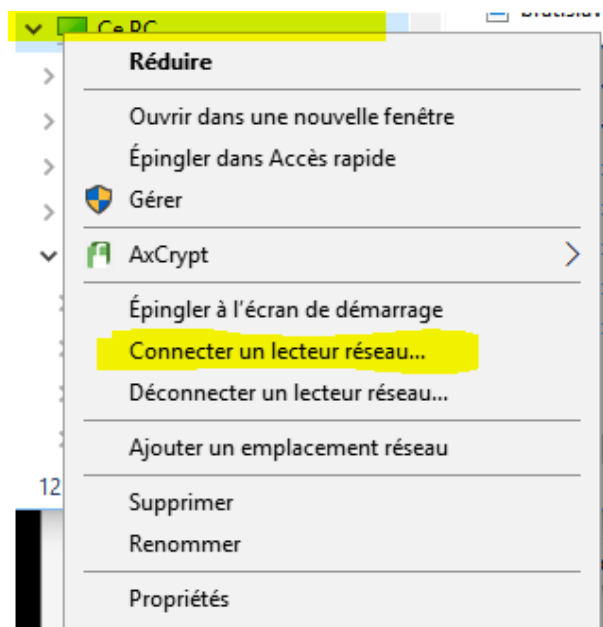 Ce PC
Réduire
Ouvrir dans une nouvelle fenêtre
Épingler dans Accès rapide
Gérer
AxCrypt
Épingler à l'écran de démarrage
Connecter un lecteur réseau...
Déconnecter un lecteur réseau...
Ajouter un emplacement réseau
Supprimer
Renommer
Propriétés
12